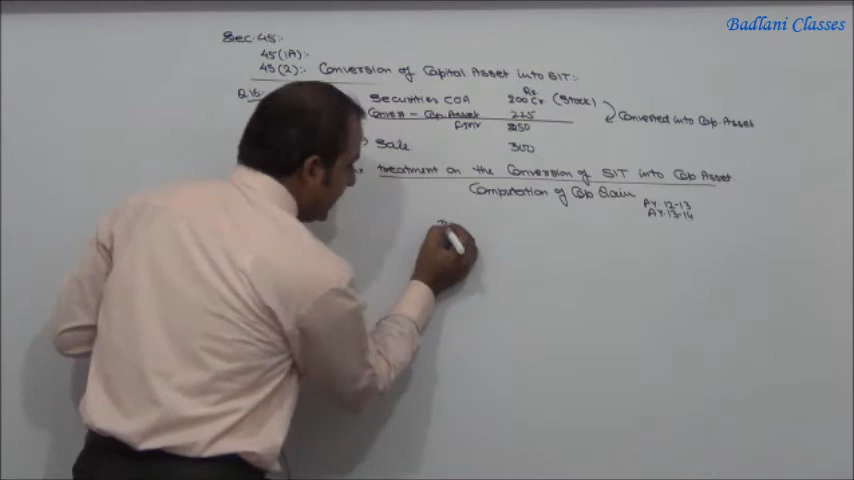 Badlani Classes
Sec. 45:-
45(1A):-
45(2):- Conversion of Capital Asset into SIT:-
Q.16:- Securities COA Rs. 200 Cr. (Stock)
Convert - Cap. Asset 225 Converted into Cap. Asset
FMV 250
Sale 300
treatment on the Conversion of SIT into Cap Asset
Computation of Cap Gain
AY. 12-13
AY. 13-14